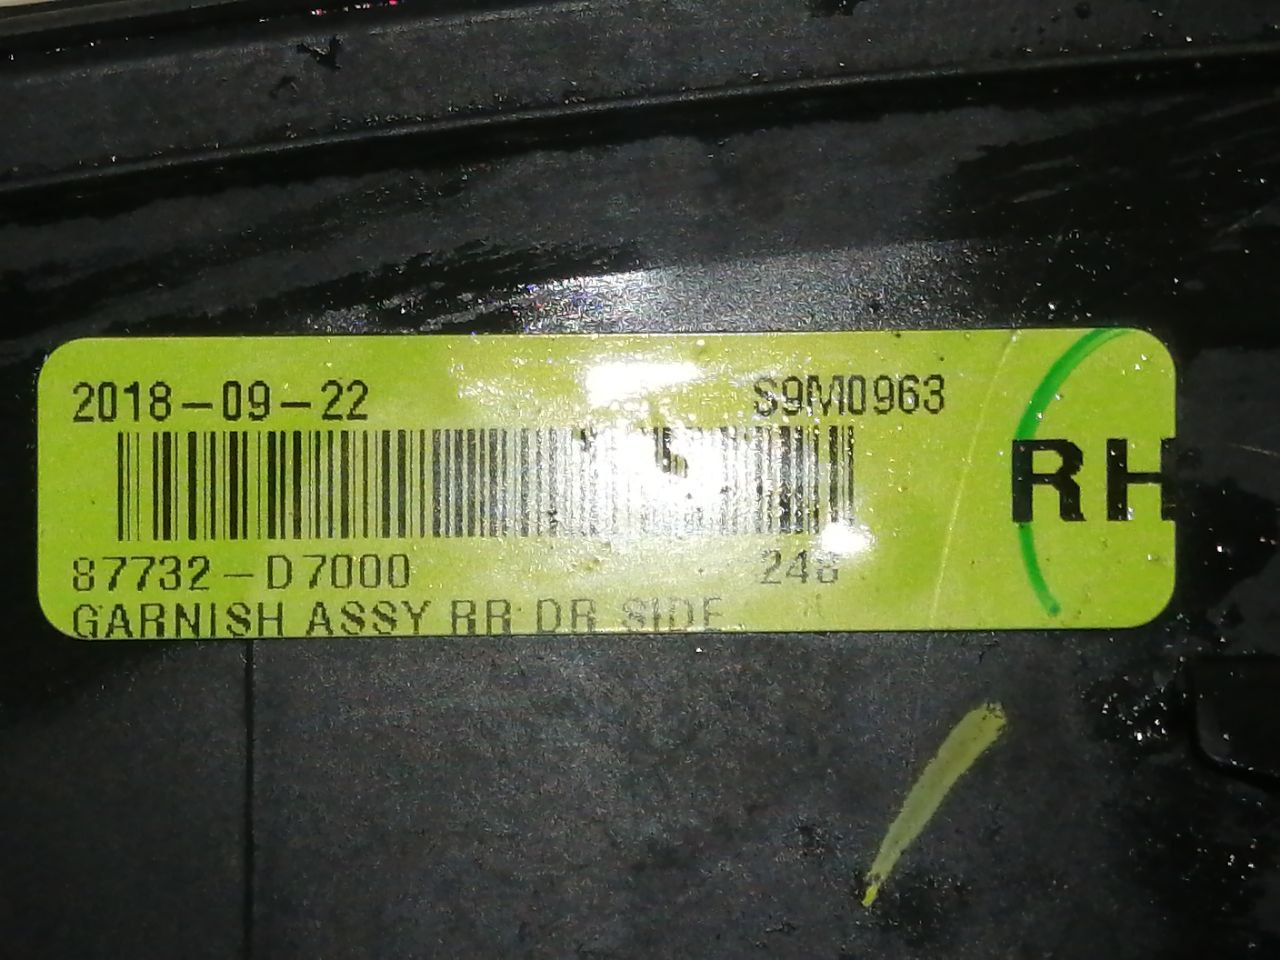 2018-09-22 S9M0963
RH
87732-D7000 248
GARNISH ASSY RR DR SIDE